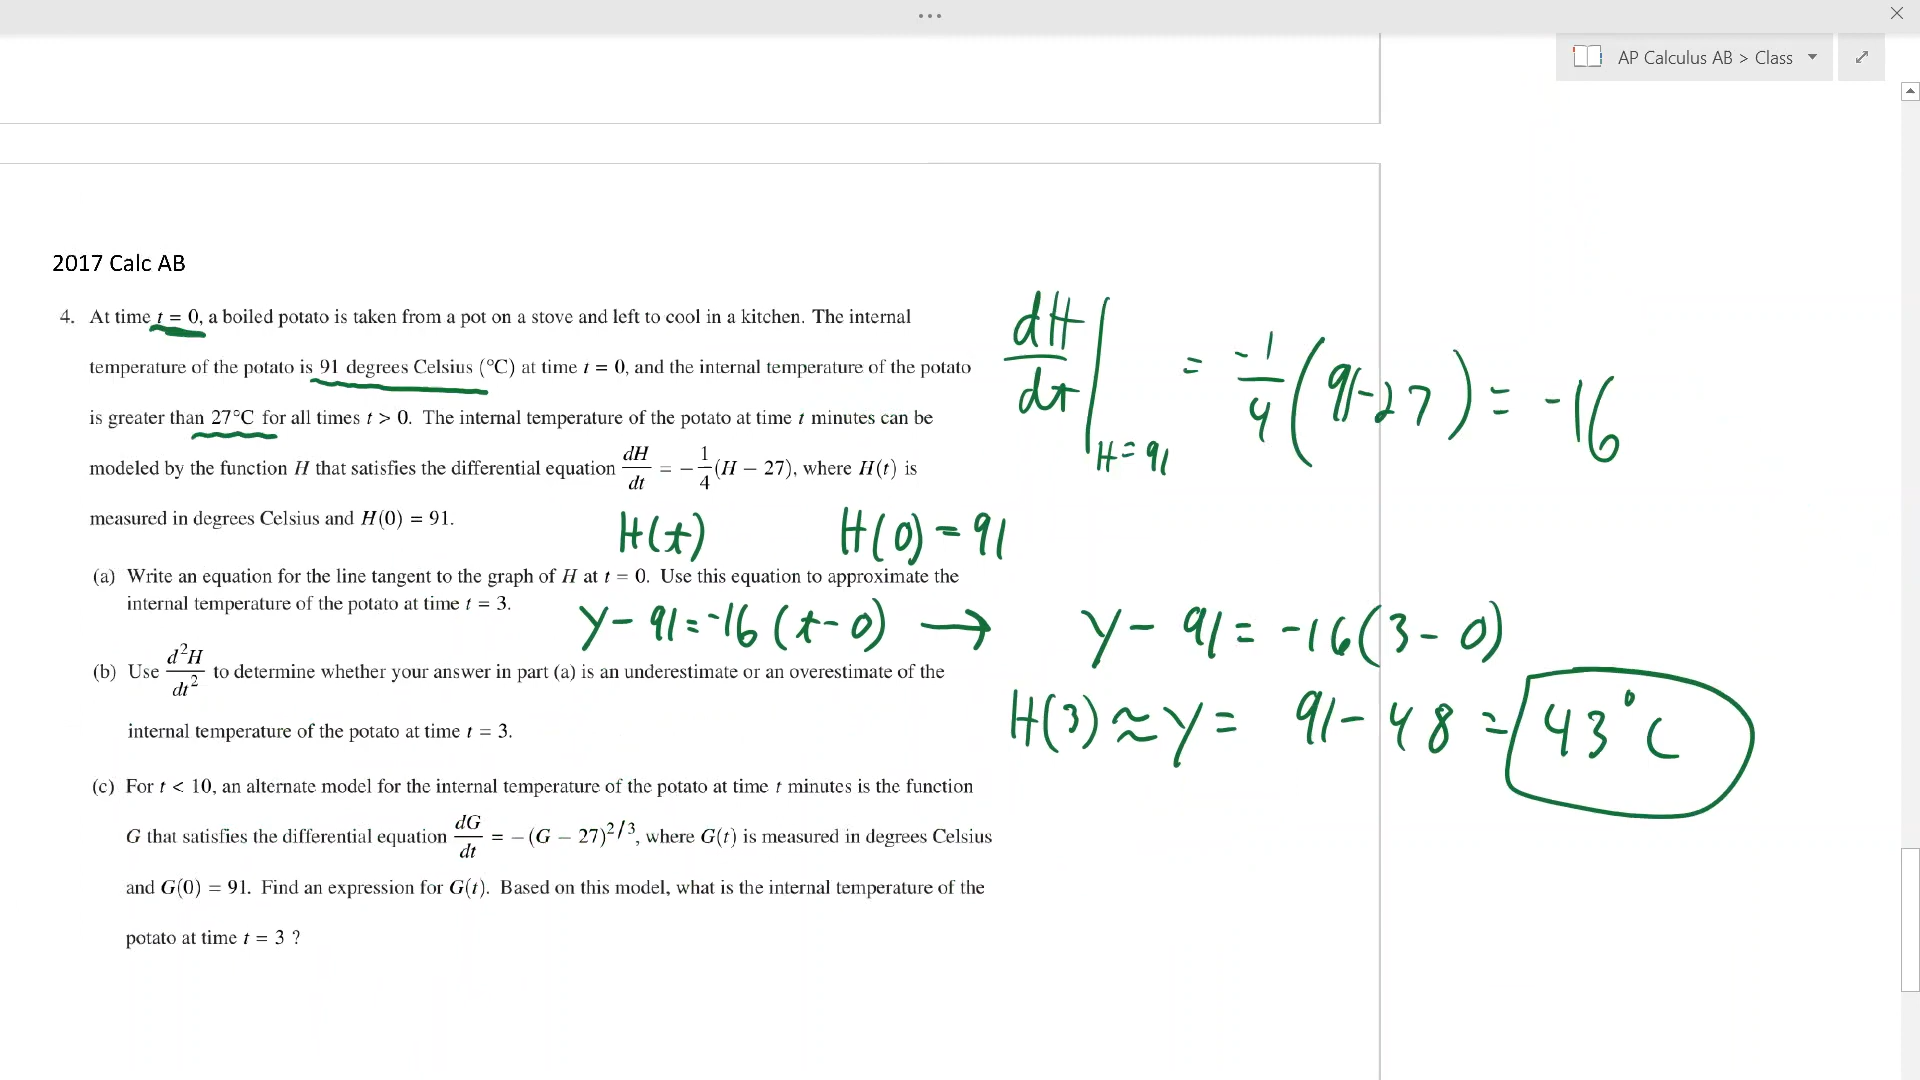 AP Calculus AB > Class
2017 Calc AB
4. At time t = 0, a boiled potato is taken from a pot on a stove and left to cool in a kitchen. The internal
temperature of the potato is 91 degrees Celsius (°C) at time t = 0, and the internal temperature of the potato
is greater than 27°C for all times t > 0. The internal temperature of the potato at time t minutes can be
modeled by the function H that satisfies the differential equation dH/dt = −1/4(H − 27), where H(t) is
measured in degrees Celsius and H(0) = 91.
dH/dt | H=91 = -1/4 (91-27) = -16
H(t) H(0) = 91
(a) Write an equation for the line tangent to the graph of H at t = 0. Use this equation to approximate the
internal temperature of the potato at time t = 3.
y - 91 = -16 (t - 0) → y - 91 = -16(3 - 0)
H(3) ≈ y = 91 - 48 = 43°C
(b) Use d²H/dt² to determine whether your answer in part (a) is an underestimate or an overestimate of the
internal temperature of the potato at time t = 3.
(c) For t < 10, an alternate model for the internal temperature of the potato at time t minutes is the function
G that satisfies the differential equation dG/dt = −(G − 27)^2/3, where G(t) is measured in degrees Celsius
and G(0) = 91. Find an expression for G(t). Based on this model, what is the internal temperature of the
potato at time t = 3 ?